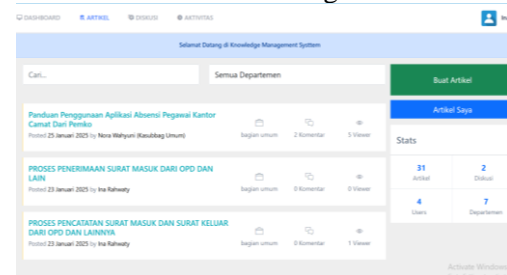 DASHBOARD ARTIKEL DISKUSI AKTIVITAS
Selamat Datang di Knowledge Management System
Cari... Semua Departemen
Buat Artikel
Artikel Saya
Panduan Penggunaan Aplikasi Absensi Pegawai Kantor
Camat Dari Pemko
Posted 25 Januari 2025 by Nora Wahyuni (Kasubbag Umum)
bagian umum 2 Komentar 5 Viewer
Stats
31 Artikel
2 Diskusi
4 Users
7 Departemen
PROSES PENERIMAAN SURAT MASUK DARI OPD DAN
LAIN
Posted 23 Januari 2025 by Ina Rahwaty
bagian umum 0 Komentar 0 Viewer
PROSES PENCATATAN SURAT MASUK DAN SURAT KELUAR
DARI OPD DAN LAINNYA
Posted 23 Januari 2025 by Ina Rahwaty
bagian umum 0 Komentar 1 Viewer
Activate Windows